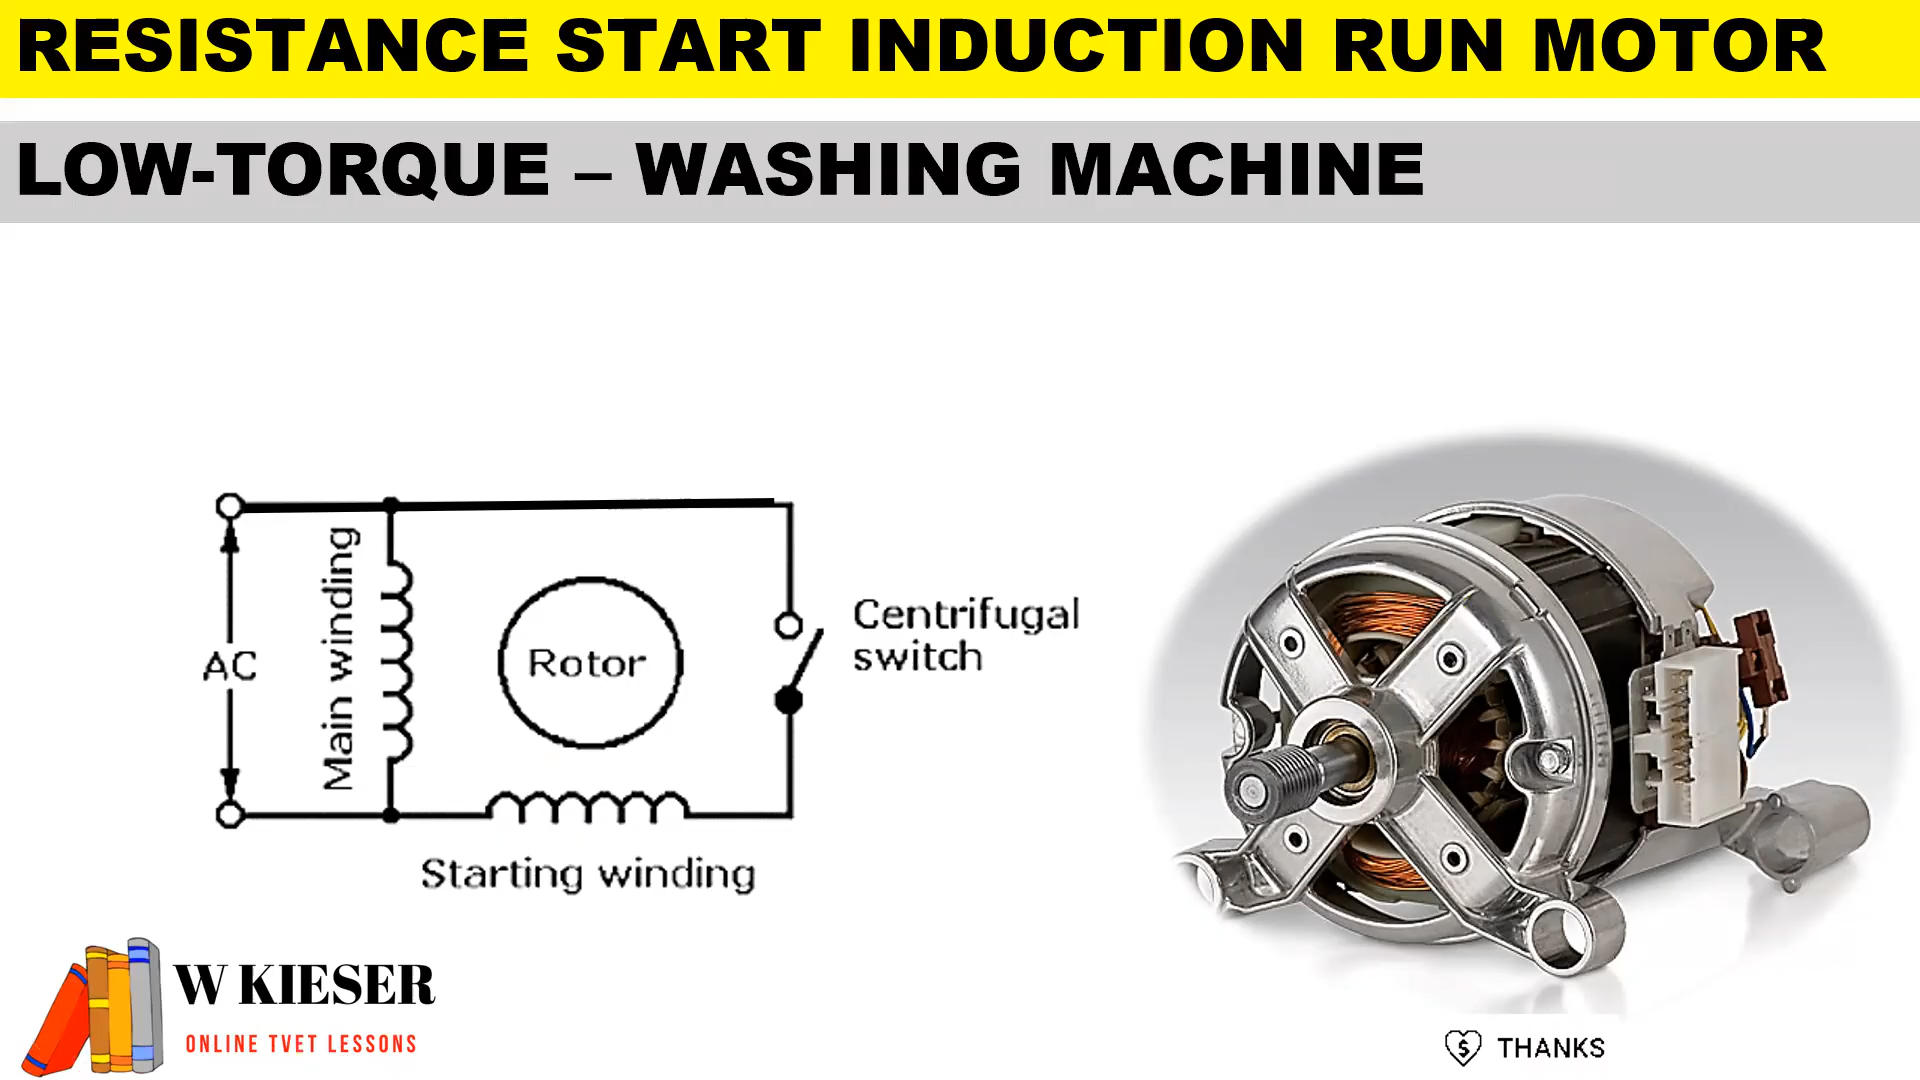 RESISTANCE START INDUCTION RUN MOTOR
LOW-TORQUE – WASHING MACHINE
Main winding
AC
Rotor
Centrifugal
switch
Starting winding
W KIESER
ONLINE TVET LESSONS
$ THANKS